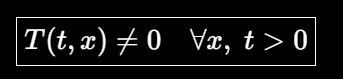 T(t, x) ≠ 0 ∀x, t > 0